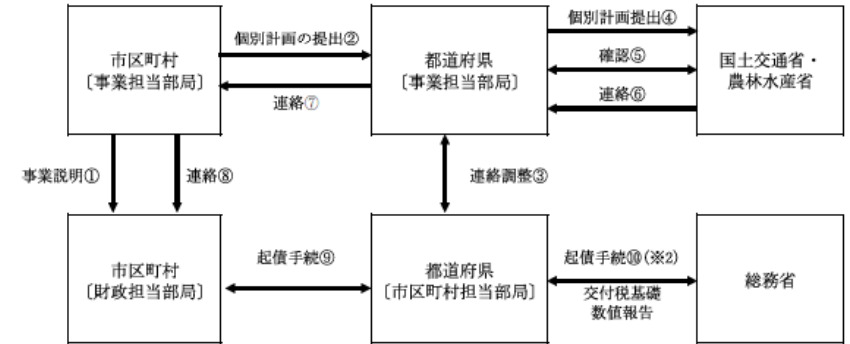 個別計画提出④
個別計画の提出②
市区町村
〔事業担当部局〕
都道府県
〔事業担当部局〕
確認⑤
国土交通省・
農林水産省
連絡⑦
連絡⑥
事業説明①
連絡⑧
連絡調整③
市区町村
〔財政担当部局〕
起債手続⑨
都道府県
〔市区町村担当部局〕
起債手続⑩(※2)
交付税基礎
数値報告
総務省